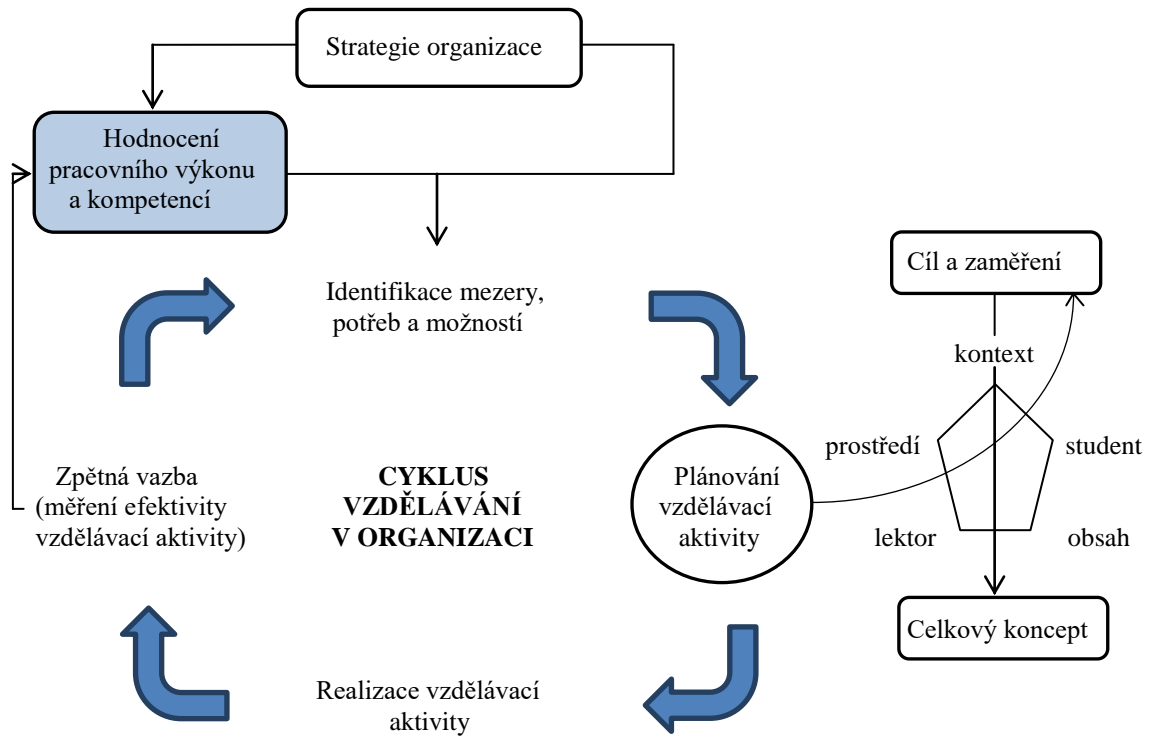 Strategie organizace
Hodnocení
pracovního výkonu
a kompetencí
Cíl a zaměření
Identifikace mezery,
potřeb a možností
kontext
prostředí
student
Zpětná vazba
(měření efektivity
vzdělávací aktivity)
CYKLUS
VZDĚLÁVÁNÍ
V ORGANIZACI
Plánování
vzdělávací
aktivity
lektor
obsah
Celkový koncept
Realizace vzdělávací
aktivity